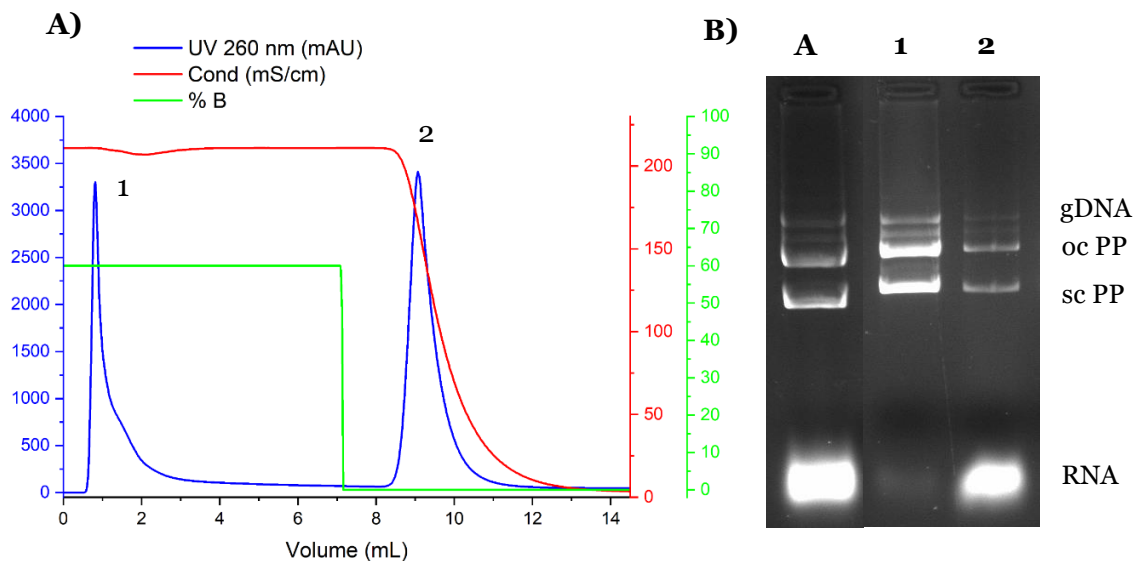 A)
UV 260 nm (mAU)
Cond (mS/cm)
% B
4000
3500
3000
2500
2000
1500
1000
500
0
1
2
200
150
100
50
0
100
90
80
70
60
50
40
30
20
10
0
0 2 4 6 8 10 12 14
Volume (mL)
B)
A 1 2
gDNA
oc PP
sc PP
RNA